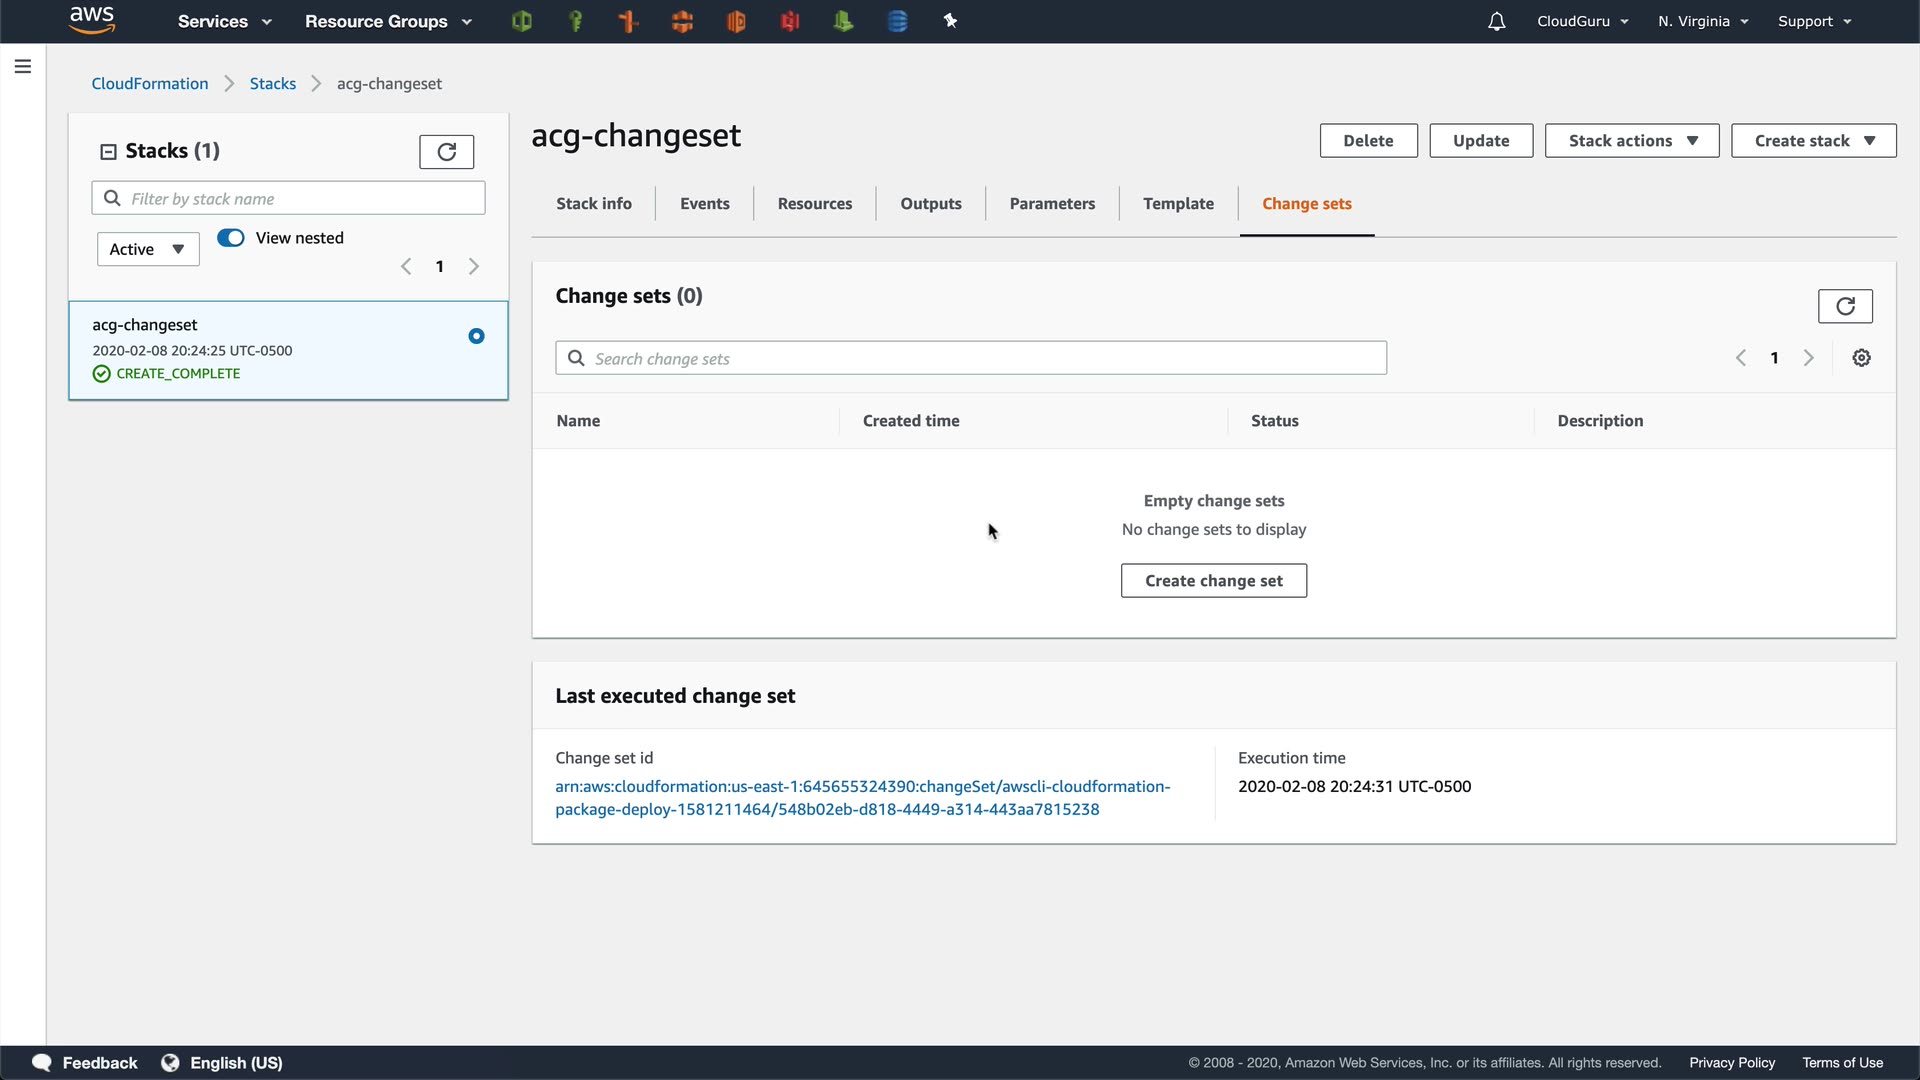 aws Services Resource Groups CloudGuru N. Virginia Support
CloudFormation Stacks acg-changeset
Stacks (1)
Filter by stack name
Active View nested
1
acg-changeset
2020-02-08 20:24:25 UTC-0500
CREATE_COMPLETE
acg-changeset
Delete Update Stack actions Create stack
Stack info Events Resources Outputs Parameters Template Change sets
Change sets (0)
Search change sets 1
Name Created time Status Description
Empty change sets
No change sets to display
Create change set
Last executed change set
Change set id
arn:aws:cloudformation:us-east-1:645655324390:changeSet/awscli-cloudformation-
package-deploy-1581211464/548b02eb-d818-4449-a314-443aa7815238
Execution time
2020-02-08 20:24:31 UTC-0500
Feedback English (US) © 2008 - 2020, Amazon Web Services, Inc. or its affiliates. All rights reserved. Privacy Policy Terms of Use